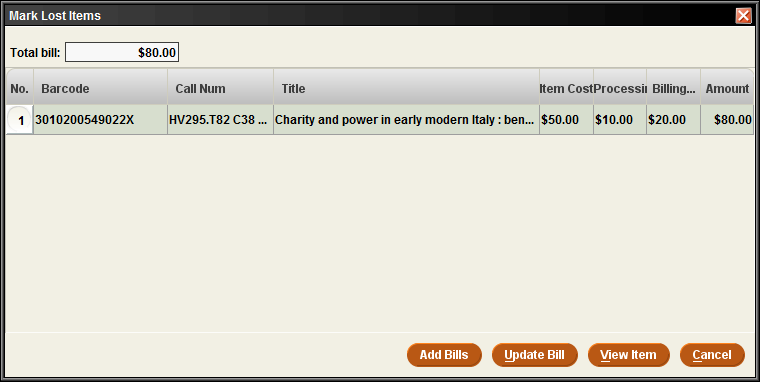 Mark Lost Items
Total bill: $80.00
No. Barcode Call Num Title Item Cost Processin Billing... Amount
1 3010200549022X HV295.T82 C38 ... Charity and power in early modern Italy : ben... $50.00 $10.00 $20.00 $80.00
Add Bills Update Bill View Item Cancel